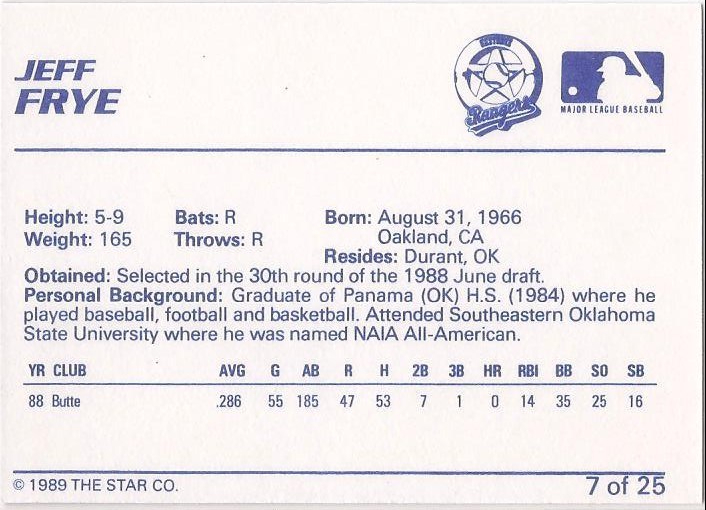 JEFF
FRYE
GASTONIA
Rangers
MAJOR LEAGUE BASEBALL
Height: 5-9 Bats: R Born: August 31, 1966
Weight: 165 Throws: R Oakland, CA
Resides: Durant, OK
Obtained: Selected in the 30th round of the 1988 June draft.
Personal Background: Graduate of Panama (OK) H.S. (1984) where he
played baseball, football and basketball. Attended Southeastern Oklahoma
State University where he was named NAIA All-American.
YR CLUB AVG G AB R H 2B 3B HR RBI BB SO SB
88 Butte .286 55 185 47 53 7 1 0 14 35 25 16
© 1989 THE STAR CO. 7 of 25